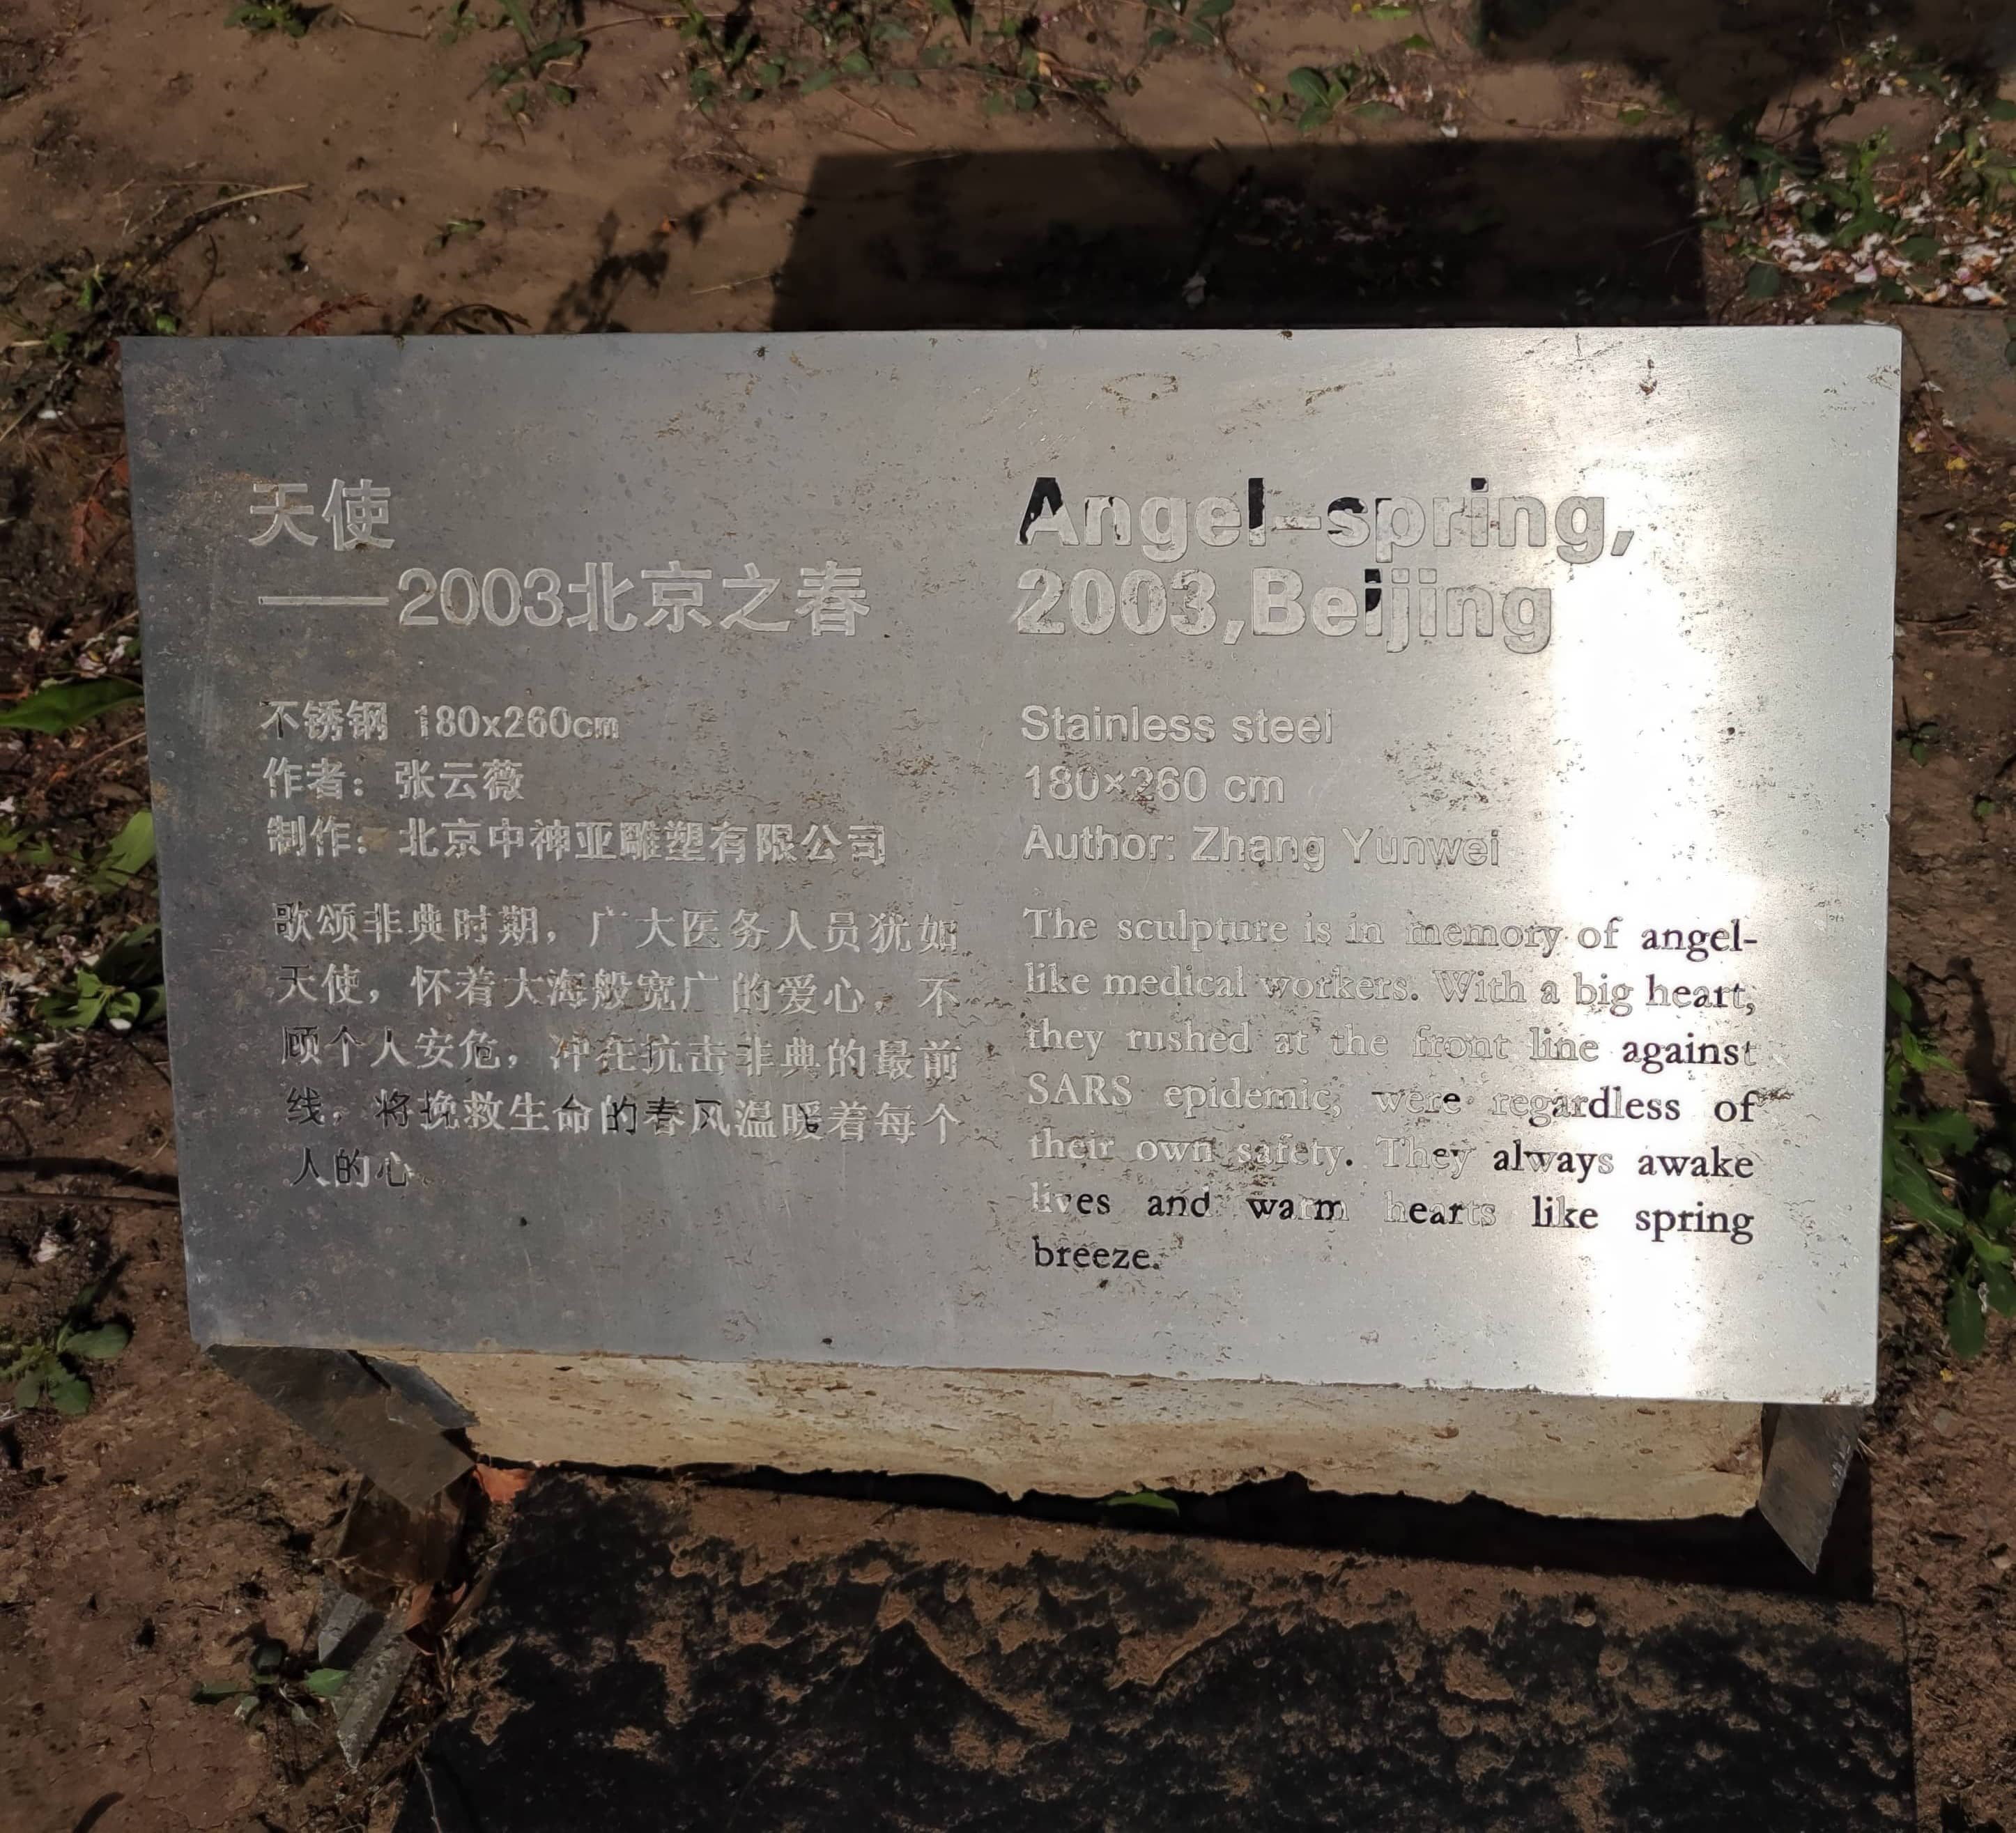 天使
——2003北京之春
不锈钢 180x260cm
作者：张云薇
制作：北京中神亚雕塑有限公司
歌颂非典时期，广大医务人员犹如
天使，怀着大海般宽广的爱心，不
顾个人安危，冲在抗击非典的最前
线，将挽救生命的春风温暖着每个
人的心。
Angel-spring,
2003,Beijing
Stainless steel
180×260 cm
Author: Zhang Yunwei
The sculpture is in memory of angel-
like medical workers. With a big heart,
they rushed at the front line against
SARS epidemic, were regardless of
their own safety. They always awake
lives and warm hearts like spring
breeze.